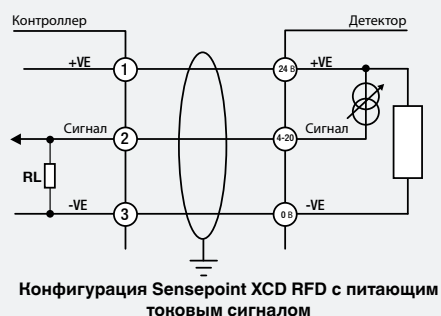 Контроллер
Детектор
+VE
1
24 В
+VE
Сигнал
2
4-20
Сигнал
RL
-VE
3
0 В
-VE
Конфигурация Sensepoint XCD RFD с питающим
токовым сигналом